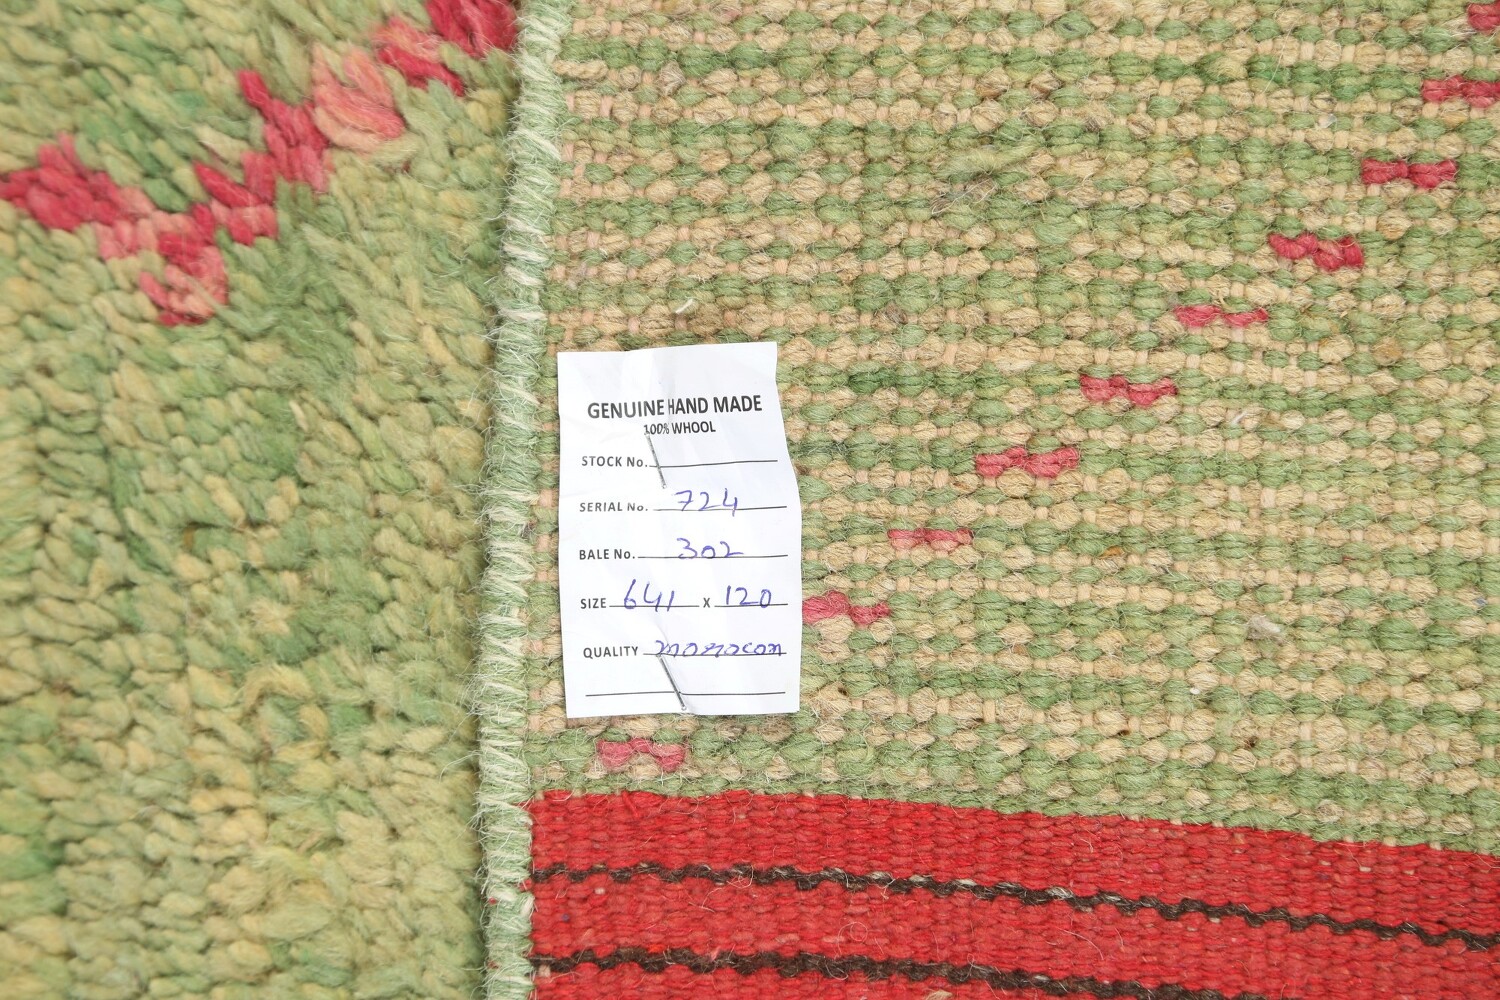 GENUINE HAND MADE
100% WHOOL
STOCK No.
SERIAL No. 724
BALE No. 302
SIZE 641 x 120
QUALITY morocon